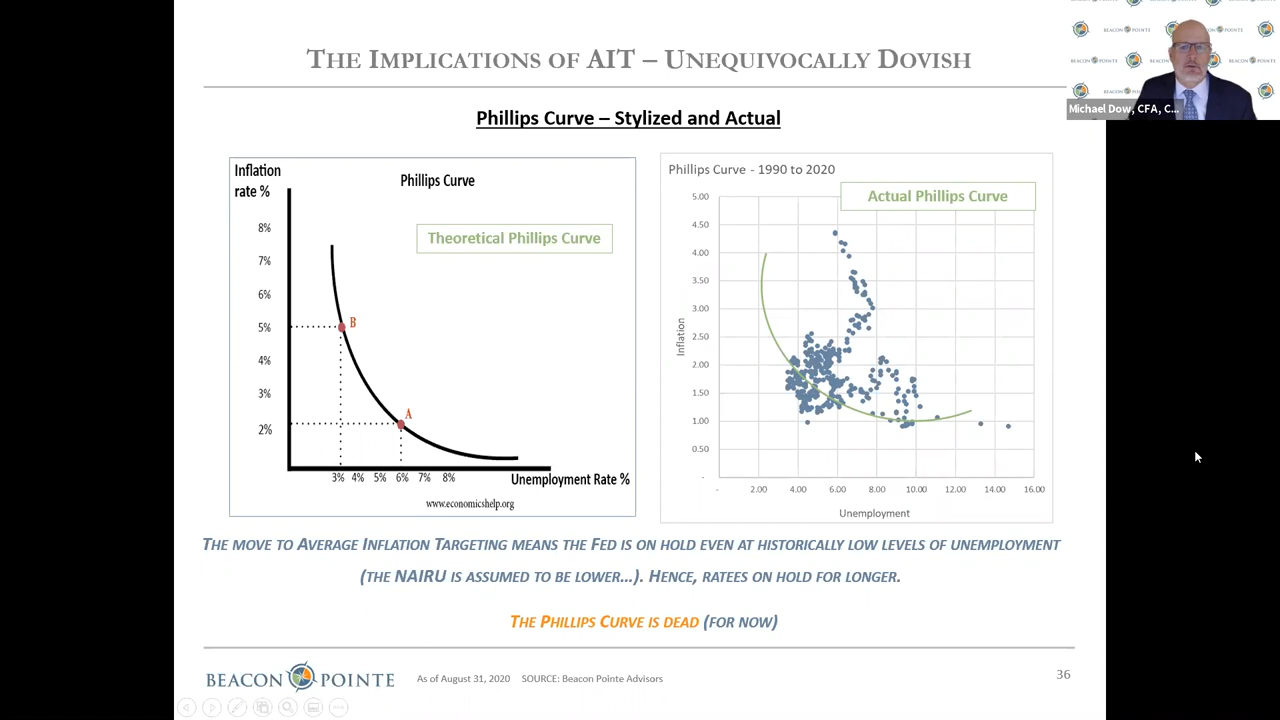 THE IMPLICATIONS OF AIT – UNEQUIVOCALLY DOVISH
BEACON POINTE
Michael Dow, CFA, C...
Phillips Curve – Stylized and Actual
Inflation
rate %
Phillips Curve
Theoretical Phillips Curve
8%
7%
6%
5%
4%
3%
2%
B
A
3% 4% 5% 6% 7% 8%
Unemployment Rate %
www.economicshelp.org
Phillips Curve - 1990 to 2020
Actual Phillips Curve
5.00
4.50
4.00
3.50
3.00
2.50
2.00
1.50
1.00
0.50
-
Inflation
- 2.00 4.00 6.00 8.00 10.00 12.00 14.00 16.00
Unemployment
THE MOVE TO AVERAGE INFLATION TARGETING MEANS THE FED IS ON HOLD EVEN AT HISTORICALLY LOW LEVELS OF UNEMPLOYMENT
(THE NAIRU IS ASSUMED TO BE LOWER...). HENCE, RATEES ON HOLD FOR LONGER.
THE PHILLIPS CURVE IS DEAD (FOR NOW)
BEACON POINTE
As of August 31, 2020 SOURCE: Beacon Pointe Advisors
36